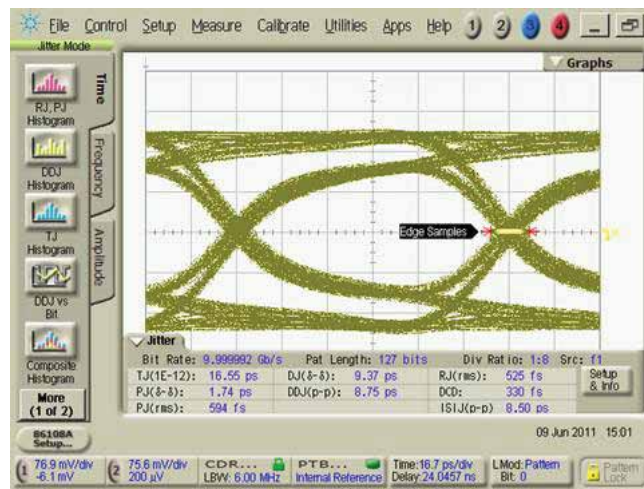 File Control Setup Measure Calibrate Utilities Apps Help 1 2 3 4
Jitter Mode
Graphs
Time
Frequency
Amplitude
RJ, PJ
Histogram
DDJ
Histogram
TJ
Histogram
DDJ vs
Bit
Composite
Histogram
More
(1 of 2)
86108A
Setup...
Edge Samples
Jitter
Bit Rate: 9.999992 Gb/s Pat Length: 127 bits Div Ratio: 1:8 Src: f1
TJ(1E-12): 16.55 ps DJ(δ-δ): 9.37 ps RJ(rms): 525 fs
PJ(δ-δ): 1.74 ps DDJ(p-p): 8.75 ps DCD: 330 fs
PJ(rms): 594 fs ISIJ(p-p) 8.50 ps
Setup
& Info
09 Jun 2011 15:01
1 76.9 mV/div
-6.1 mV
2 75.6 mV/div
200 µV
CDR...
LBW: 6.00 MHz
PTB...
Internal Reference
Time:16.7 ps/div
Delay:24.0457 ns
LMod: Pattern
Bit: 0
Pattern
Lock